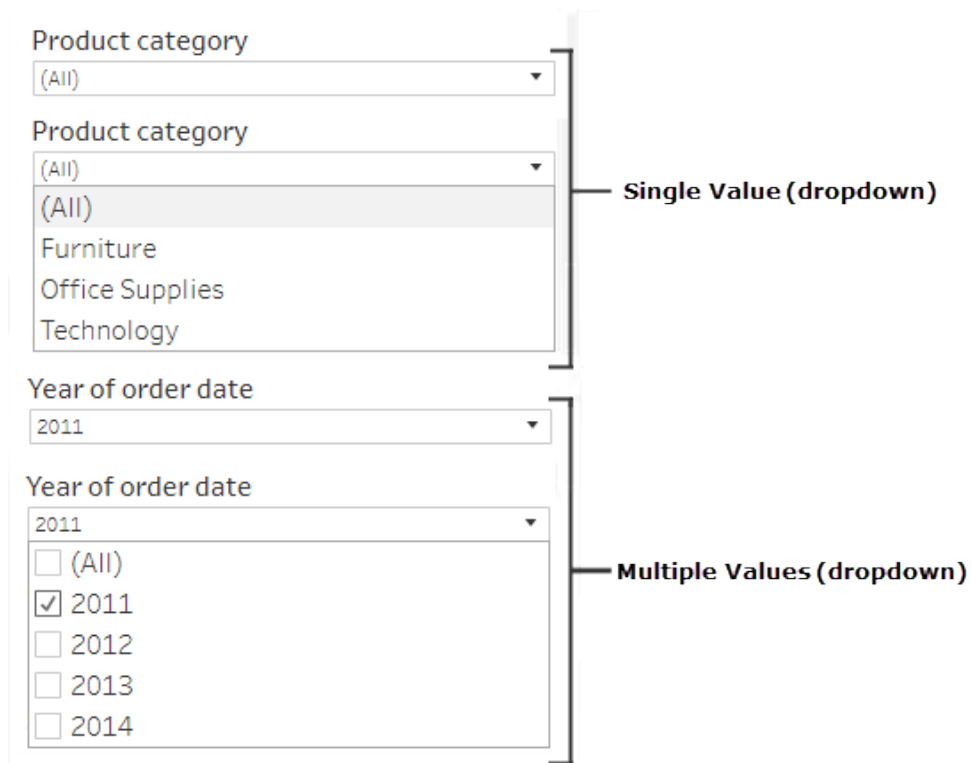 Product category
(All)
Product category
(All)
(All)
Furniture
Office Supplies
Technology
Single Value (dropdown)
Year of order date
2011
Year of order date
2011
(All)
2011
2012
2013
2014
Multiple Values (dropdown)